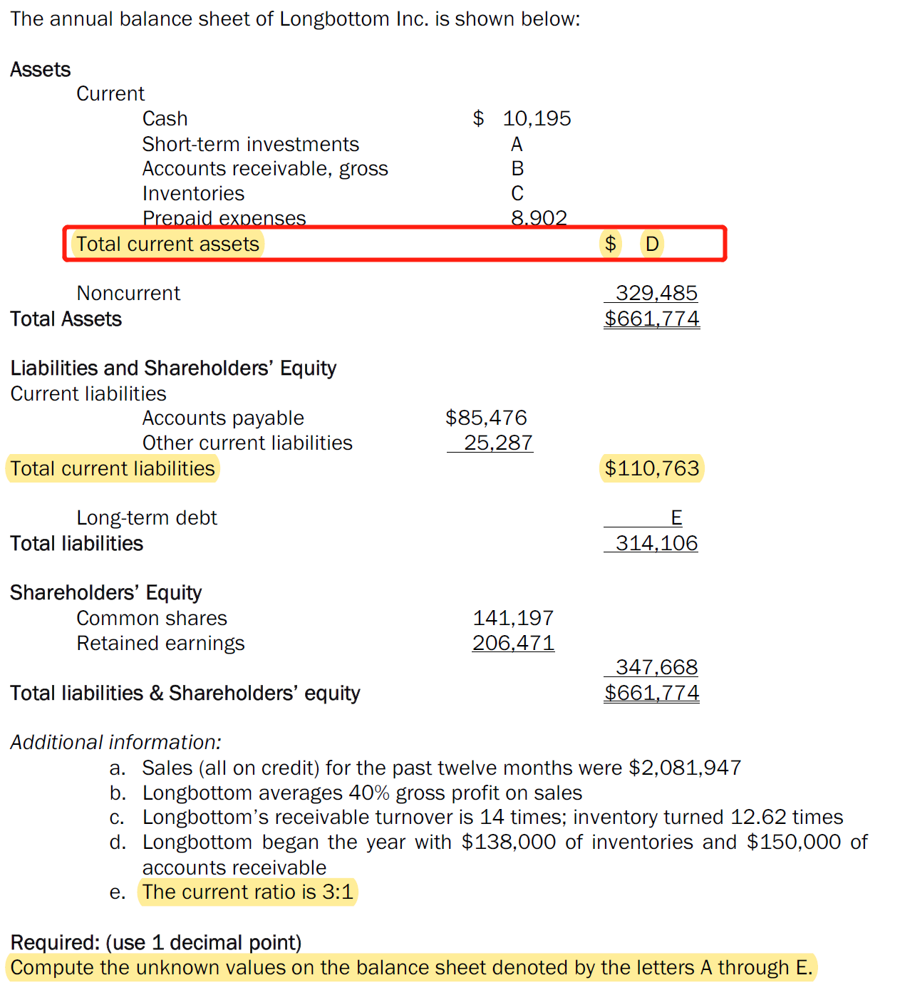 The annual balance sheet of Longbottom Inc. is shown below:
Assets
Current
Cash $ 10,195
Short-term investments A
Accounts receivable, gross B
Inventories C
Prepaid expenses 8,902
Total current assets $ D
Noncurrent 329,485
Total Assets $661,774
Liabilities and Shareholders’ Equity
Current liabilities
Accounts payable $85,476
Other current liabilities 25,287
Total current liabilities $110,763
Long-term debt E
Total liabilities 314,106
Shareholders’ Equity
Common shares 141,197
Retained earnings 206,471
347,668
Total liabilities & Shareholders’ equity $661,774
Additional information:
a. Sales (all on credit) for the past twelve months were $2,081,947
b. Longbottom averages 40% gross profit on sales
c. Longbottom’s receivable turnover is 14 times; inventory turned 12.62 times
d. Longbottom began the year with $138,000 of inventories and $150,000 of
accounts receivable
e. The current ratio is 3:1
Required: (use 1 decimal point)
Compute the unknown values on the balance sheet denoted by the letters A through E.